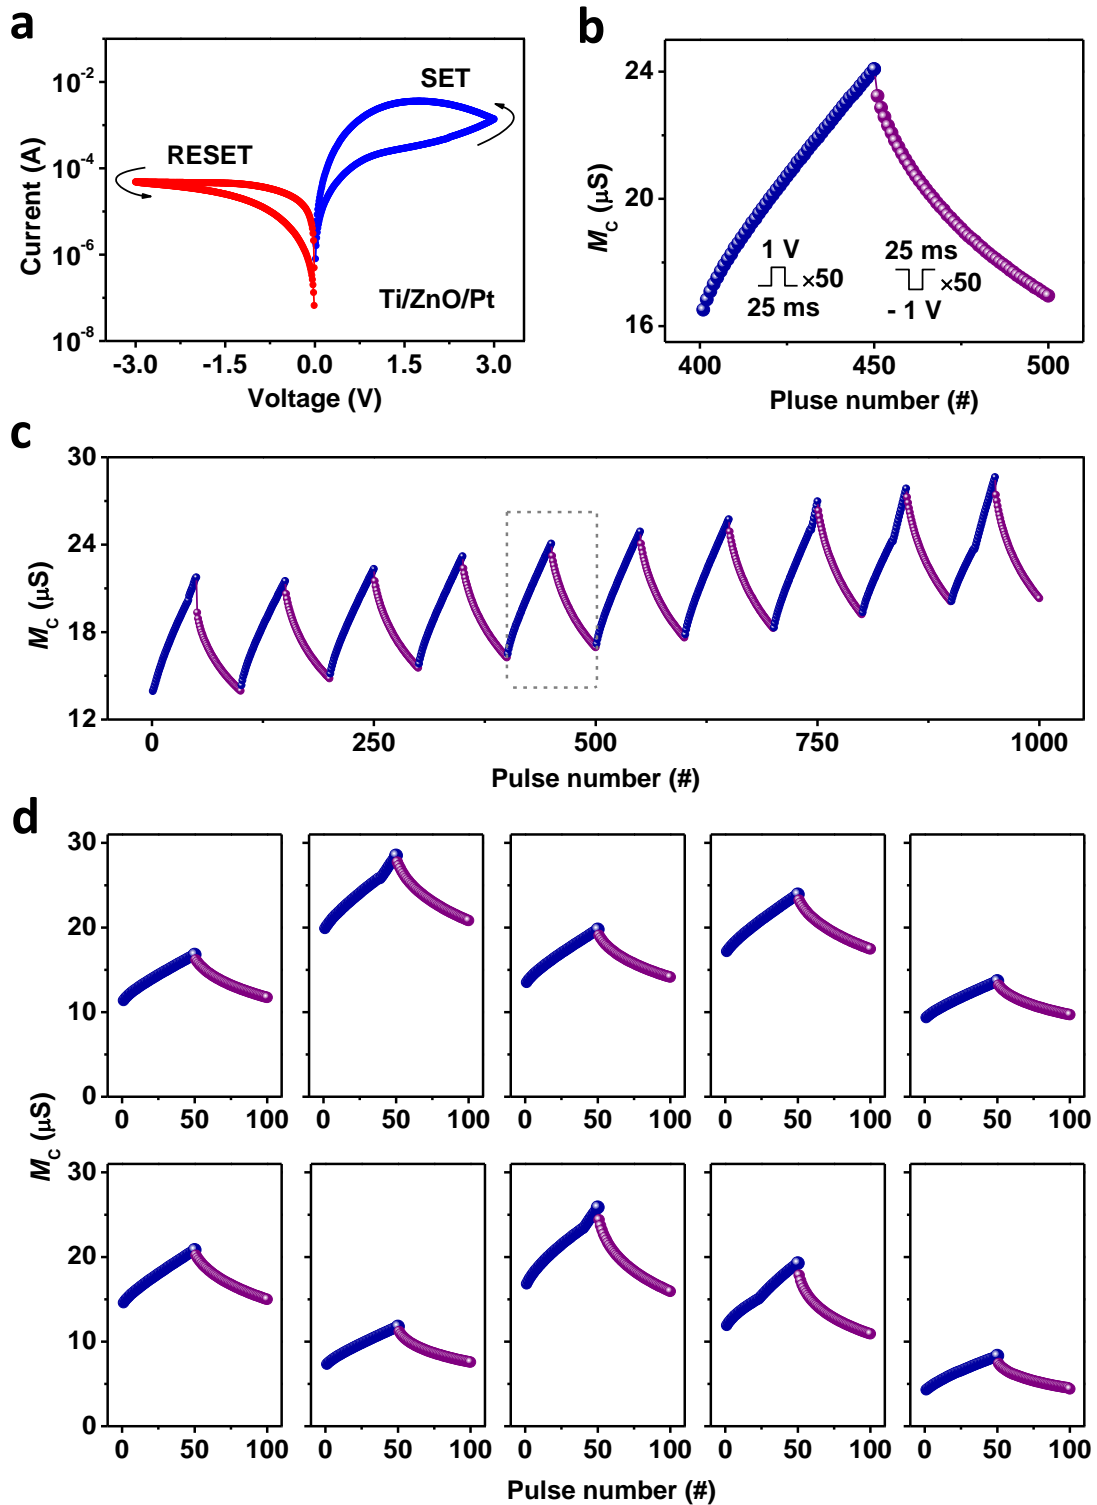 a
10⁻²
10⁻⁴
10⁻⁶
10⁻⁸
Current (A)
SET
RESET
Ti/ZnO/Pt
-3.0 -1.5 0.0 1.5 3.0
Voltage (V)
b
24
20
16
M_C (μS)
1 V
×50
25 ms
25 ms
×50
- 1 V
400 450 500
Pluse number (#)
c
30
24
18
12
M_C (μS)
0 250 500 750 1000
Pulse number (#)
d
30
20
10
0
0 50 100 0 50 100 0 50 100 0 50 100 0 50 100
M_C (μS)
30
20
10
0
0 50 100 0 50 100 0 50 100 0 50 100 0 50 100
Pulse number (#)